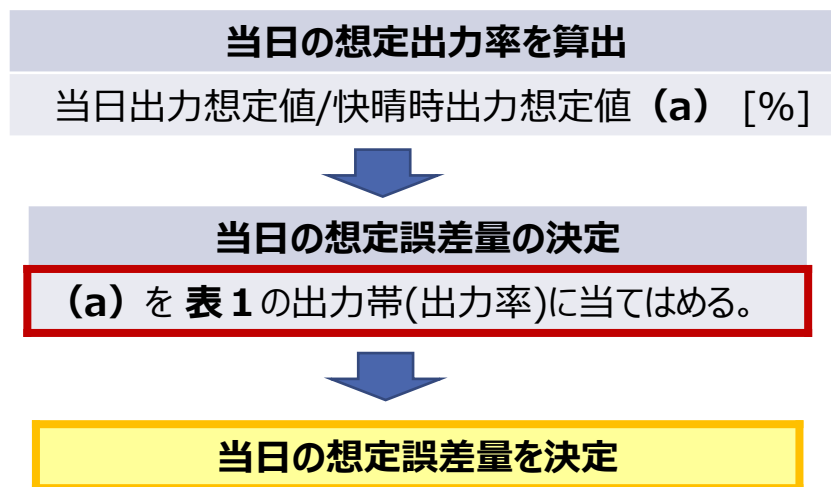 当日の想定出力率を算出
当日出力想定値/快晴時出力想定値（a） [%]
当日の想定誤差量の決定
（a）を 表１の出力帯(出力率)に当てはめる。
当日の想定誤差量を決定